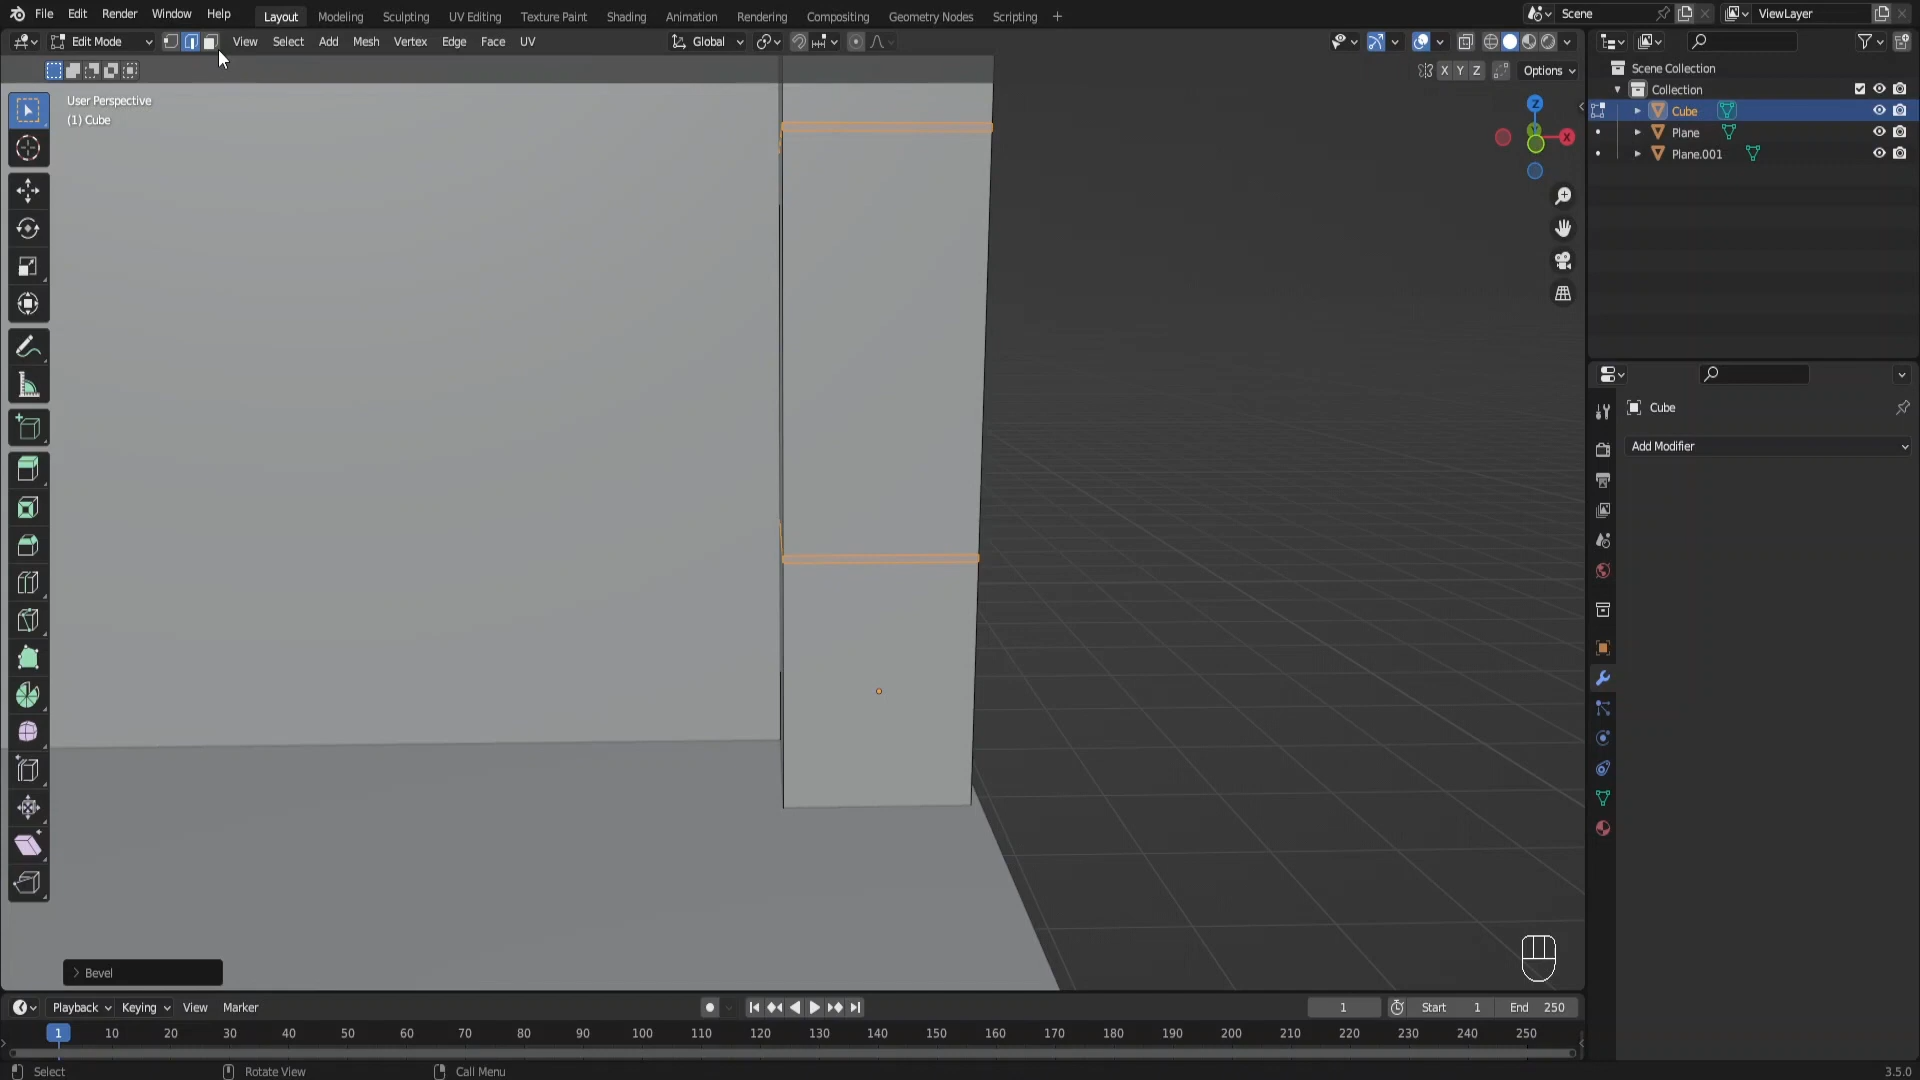 File Edit Render Window Help Layout Modeling Sculpting UV Editing Texture Paint Shading Animation Rendering Compositing Geometry Nodes Scripting + Scene ViewLayer
Edit Mode View Select Add Mesh Vertex Edge Face UV Global
X Y Z Options
User Perspective
(1) Cube
Z
X
Scene Collection
Collection
Cube
Plane
Plane.001
Cube
Add Modifier
Bevel
Playback Keying View Marker 1 Start 1 End 250
1 10 20 30 40 50 60 70 80 90 100 110 120 130 140 150 160 170 180 190 200 210 220 230 240 250
Select Rotate View Call Menu 3.5.0